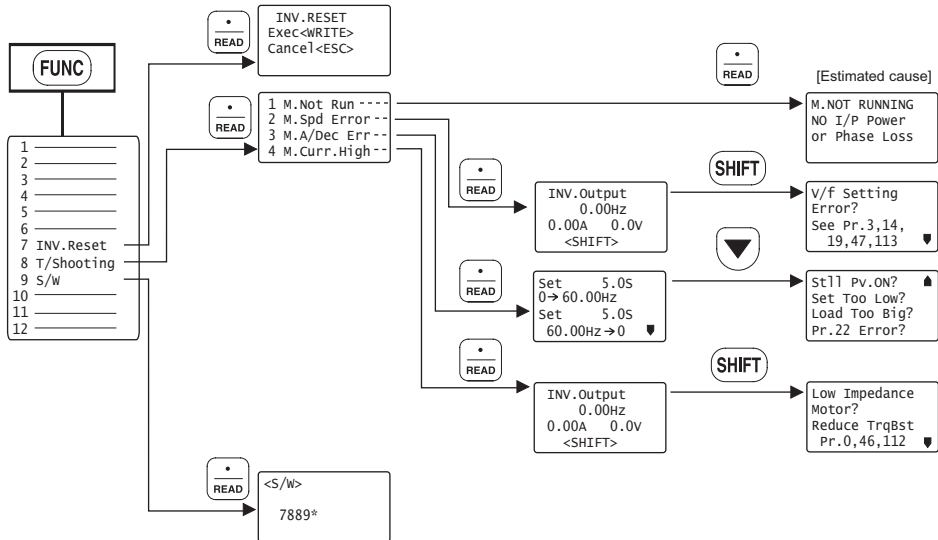 FUNC
1
2
3
4
5
6
7 INV.Reset
8 T/Shooting
9 S/W
10
11
12
READ
INV.RESET
Exec<WRITE>
Cancel<ESC>
READ
1 M.Not Run ----
2 M.Spd Error--
3 M.A/Dec Err--
4 M.Curr.High--
READ
[Estimated cause]
M.NOT RUNNING
NO I/P Power
or Phase Loss
READ
INV.Output
0.00Hz
0.00A 0.0V
<SHIFT>
SHIFT
V/f Setting
Error?
See Pr.3,14,
19,47,113
READ
Set 5.0S
0→60.00Hz
Set 5.0S
60.00Hz→0
Stll Pv.ON?
Set Too Low?
Load Too Big?
Pr.22 Error?
READ
INV.Output
0.00Hz
0.00A 0.0V
<SHIFT>
SHIFT
Low Impedance
Motor?
Reduce TrqBst
Pr.0,46,112
READ
<S/W>
7889*